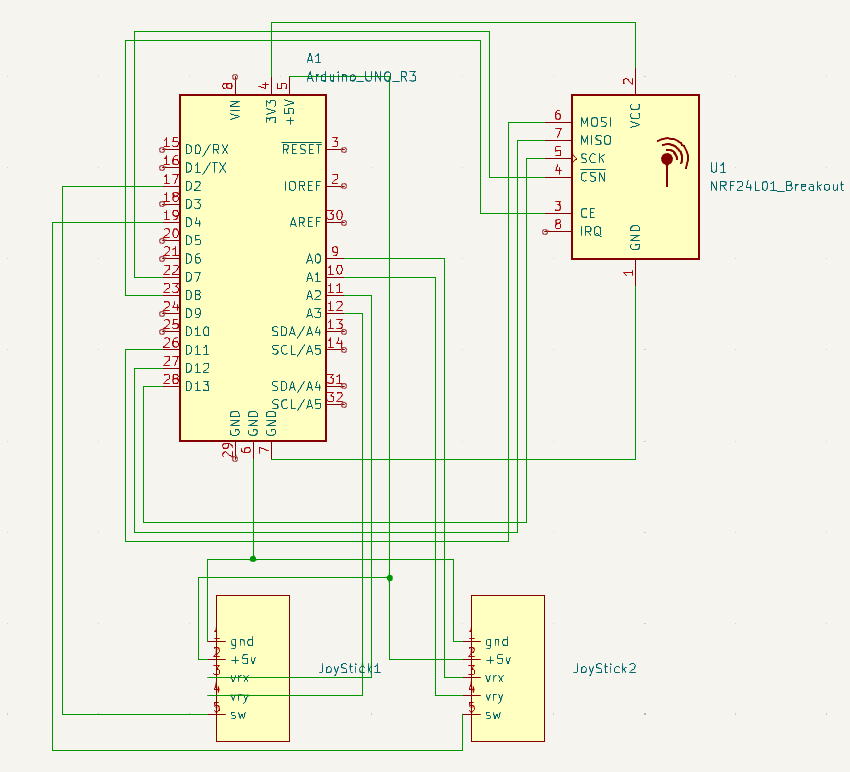 A1
Arduino_UNO_R3
8
4
5
2
VIN
3V3
+5V
VCC
6 MOSI
7 MISO
15 D0/RX
RESET 3
5 SCK
16 D1/TX
4 CSN
U1
17 D2
IOREF 2
NRF24L01_Breakout
18 D3
3 CE
19 D4
AREF 30
8 IRQ
20 D5
GND
21 D6
A0 9
22 D7
A1 10
1
23 D8
A2 11
24 D9
A3 12
25 D10
SDA/A4 13
26 D11
SCL/A5 14
27 D12
28 D13
SDA/A4 31
SCL/A5 32
GND
GND
GND
29
6
7
1 gnd
2 +5v
3 vrx
4 vry
5 sw
JoyStick1
1 gnd
2 +5v
3 vrx
4 vry
5 sw
JoyStick2